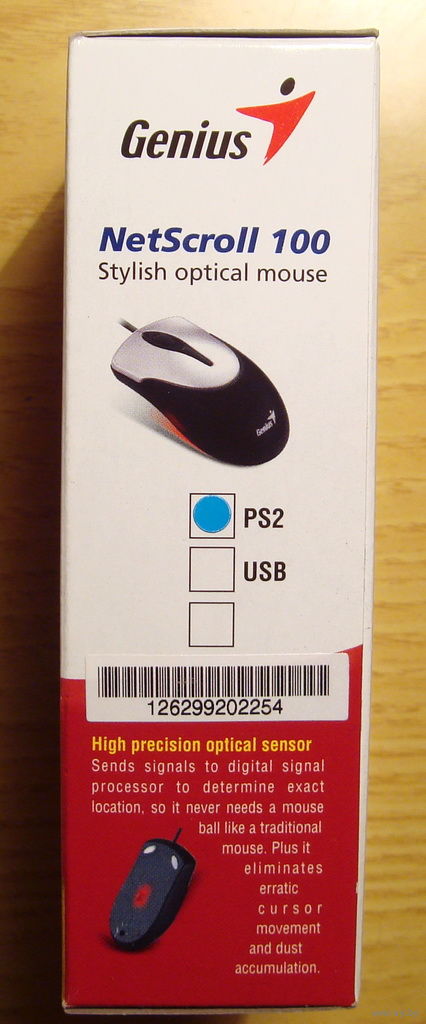 Genius
NetScroll 100
Stylish optical mouse
Genius
PS2
USB
126299202254
High precision optical sensor
Sends signals to digital signal
processor to determine exact
location, so it never needs a mouse
ball like a traditional
mouse. Plus it
eliminates
erratic
cursor
movement
and dust
accumulation.